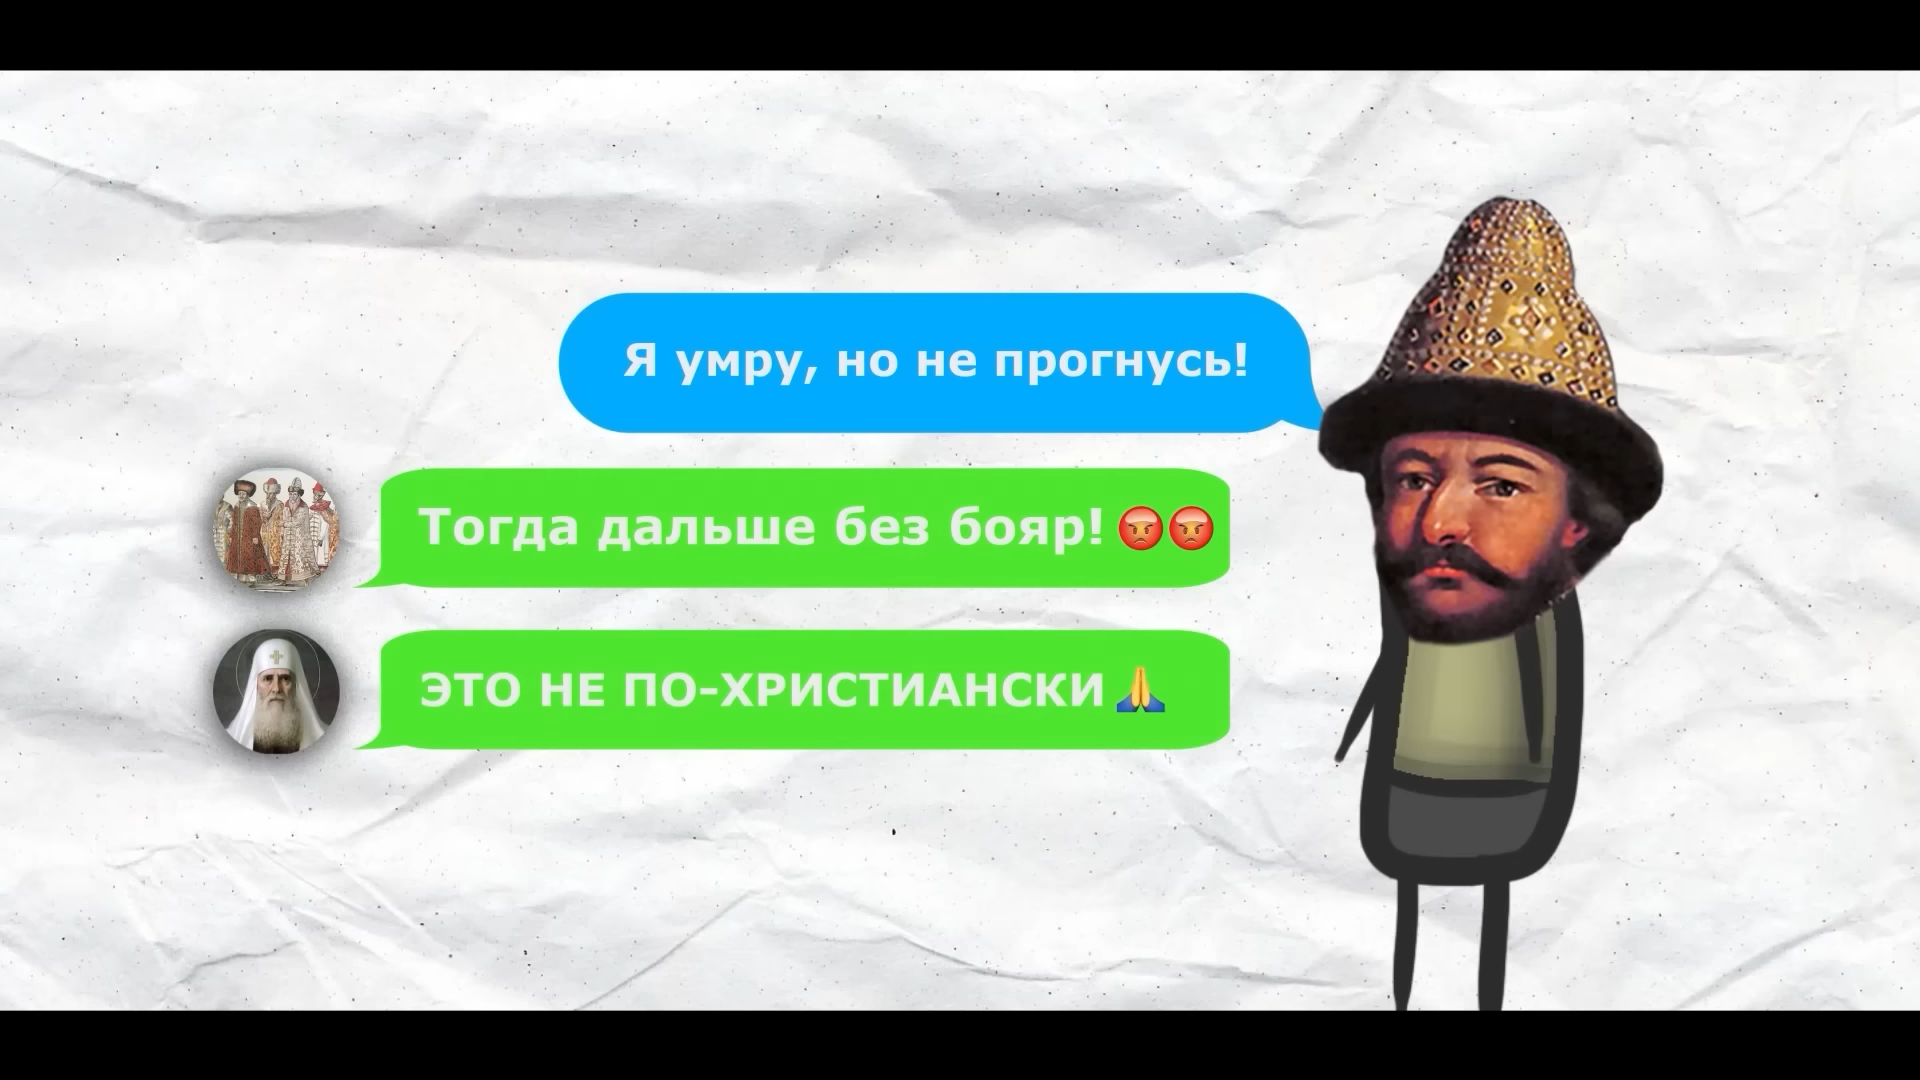 Я умру, но не прогнусь!
Тогда дальше без бояр! 😡😡
ЭТО НЕ ПО-ХРИСТИАНСКИ 🙏